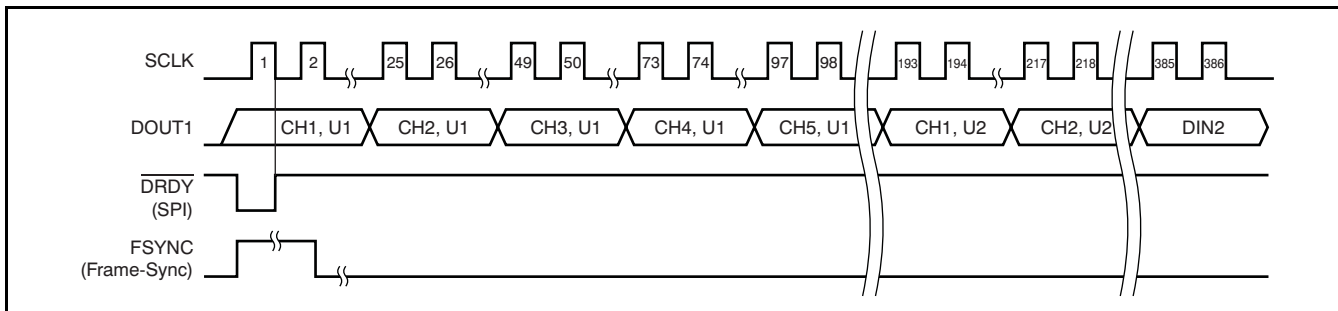 SCLK
1 2 25 26 49 50 73 74 97 98 193 194 217 218 385 386
DOUT1
CH1, U1 CH2, U1 CH3, U1 CH4, U1 CH5, U1 CH1, U2 CH2, U2 DIN2
DRDY
(SPI)
FSYNC
(Frame-Sync)